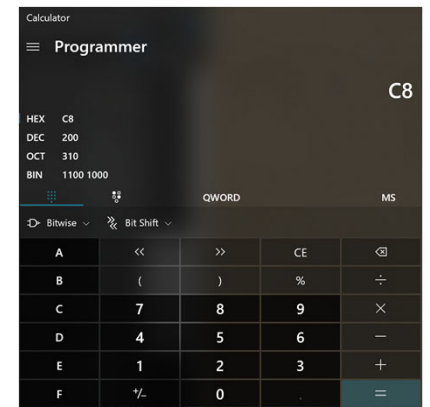 Calculator
Programmer
C8
HEX C8
DEC 200
OCT 310
BIN 1100 1000
QWORD MS
Bitwise Bit Shift
A << >> CE
B ( ) % ÷
C 7 8 9 ×
D 4 5 6 −
E 1 2 3 +
F +/− 0 . =